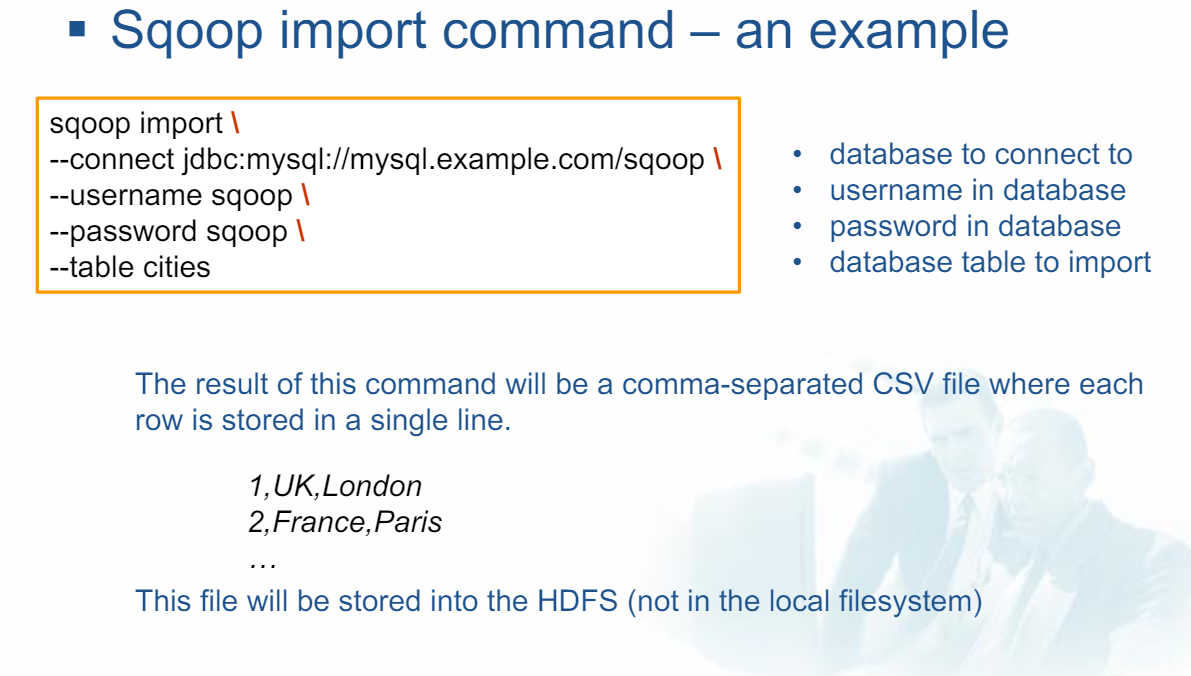 ▪ Sqoop import command – an example
sqoop import \
--connect jdbc:mysql://mysql.example.com/sqoop \
--username sqoop \
--password sqoop \
--table cities
• database to connect to
• username in database
• password in database
• database table to import
The result of this command will be a comma-separated CSV file where each
row is stored in a single line.
1,UK,London
2,France,Paris
…
This file will be stored into the HDFS (not in the local filesystem)